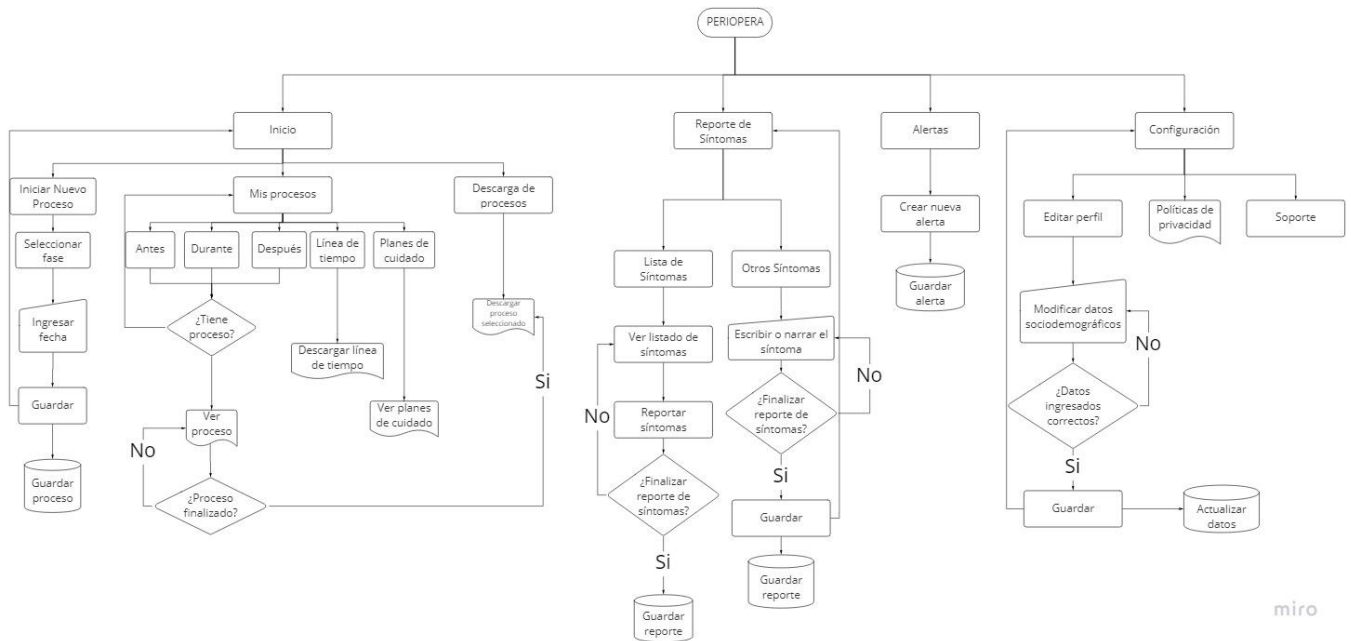 PERIOPERA
Inicio
Reporte de
Síntomas
Alertas
Configuración
Iniciar Nuevo
Proceso
Mis procesos
Descarga de
procesos
Crear nueva
alerta
Editar perfil
Políticas de
privacidad
Soporte
Seleccionar
fase
Antes
Durante
Después
Línea de
tiempo
Planes de
cuidado
Lista de
Síntomas
Otros Síntomas
Guardar
alerta
Ingresar
fecha
¿Tiene
proceso?
Descargar
proceso
seleccionado
Modificar datos
sociodemográficos
Ver listado de
síntomas
Escribir o narrar el
síntoma
No
Descargar línea
de tiempo
Si
No
Guardar
Ver
proceso
Ver planes
de cuidado
No
Reportar
síntomas
¿Finalizar
reporte de
síntomas?
¿Datos
ingresados
correctos?
No
Si
Si
Guardar
proceso
¿Proceso
finalizado?
¿Finalizar
reporte de
síntomas?
Guardar
Guardar
Actualizar
datos
Si
Guardar
reporte
Guardar
reporte
miro